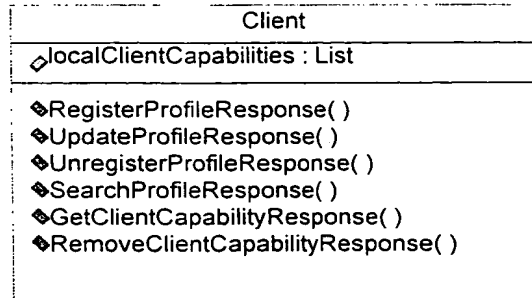 Client
localClientCapabilities : List
RegisterProfileResponse( )
UpdateProfileResponse( )
UnregisterProfileResponse( )
SearchProfileResponse( )
GetClientCapabilityResponse( )
RemoveClientCapabilityResponse( )